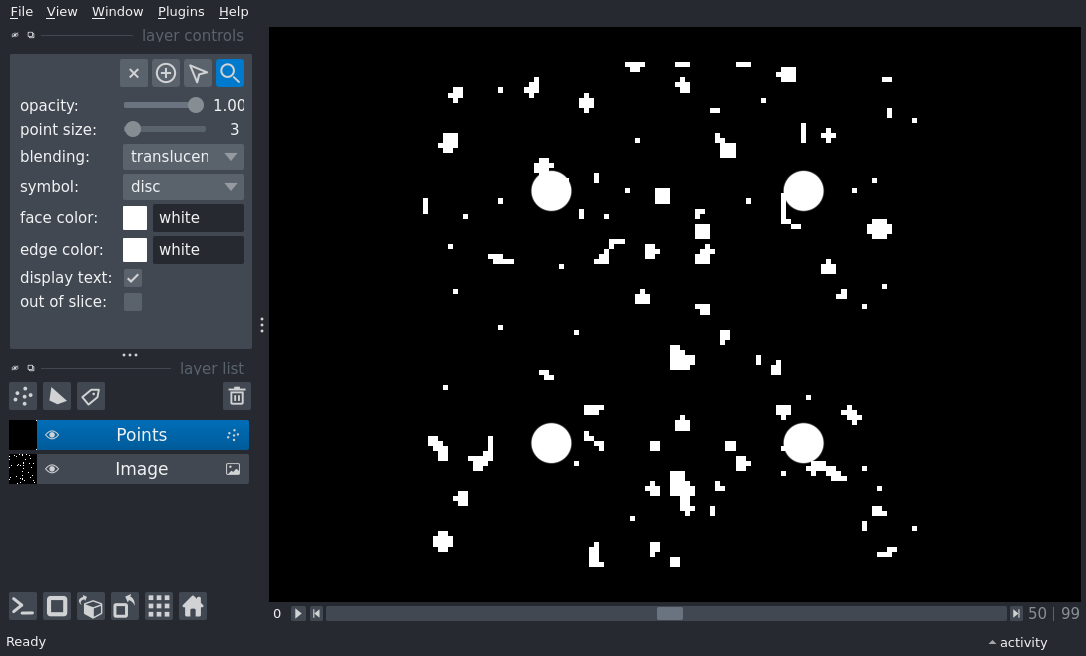 File View Window Plugins Help
layer controls
opacity: 1.00
point size: 3
blending: translucen
symbol: disc
face color: white
edge color: white
display text:
out of slice:
layer list
Points
Image
0 50 | 99
Ready activity